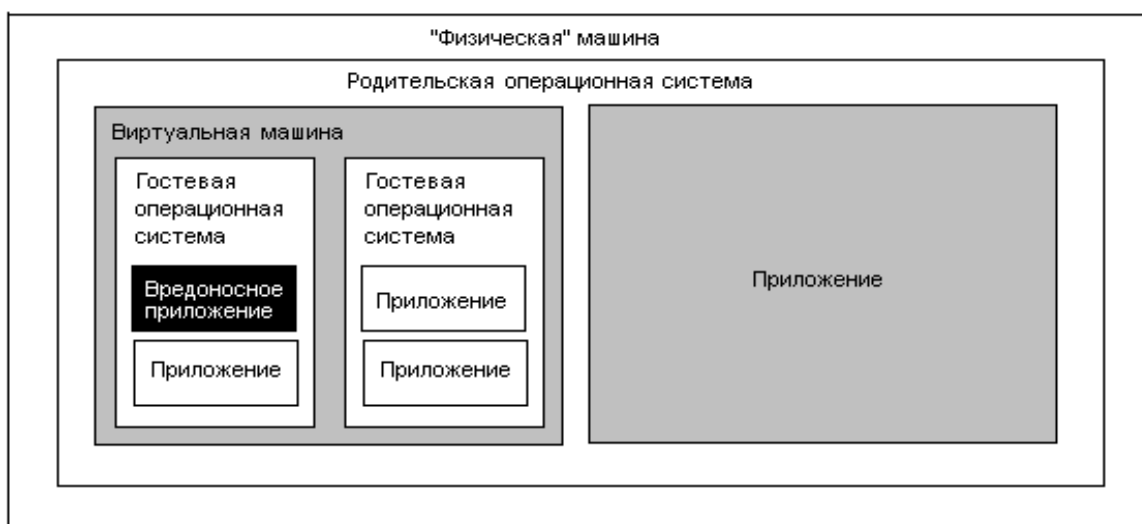 "Физическая" машина
Родительская операционная система
Виртуальная машина
Гостевая
операционная
система
Вредоносное
приложение
Приложение
Гостевая
операционная
система
Приложение
Приложение
Приложение